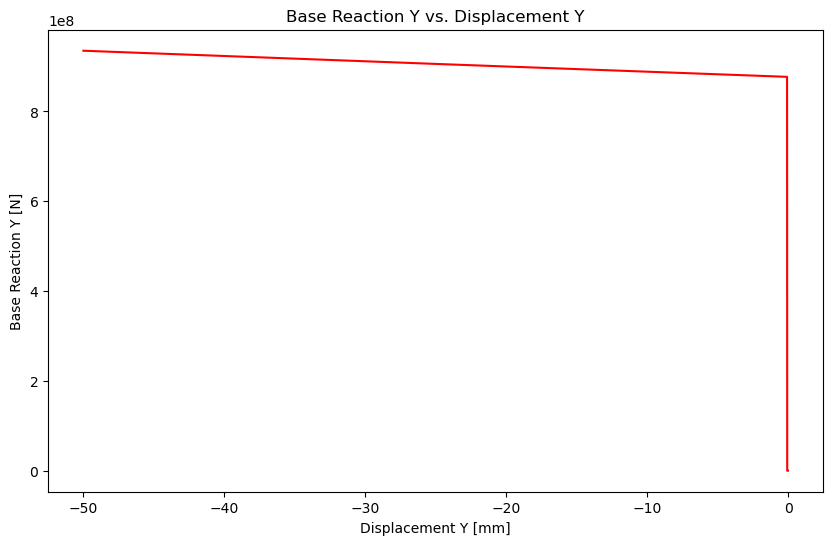 Base Reaction Y vs. Displacement Y
1e8
8
6
4
2
0
Base Reaction Y [N]
−50
−40
−30
−20
−10
0
Displacement Y [mm]